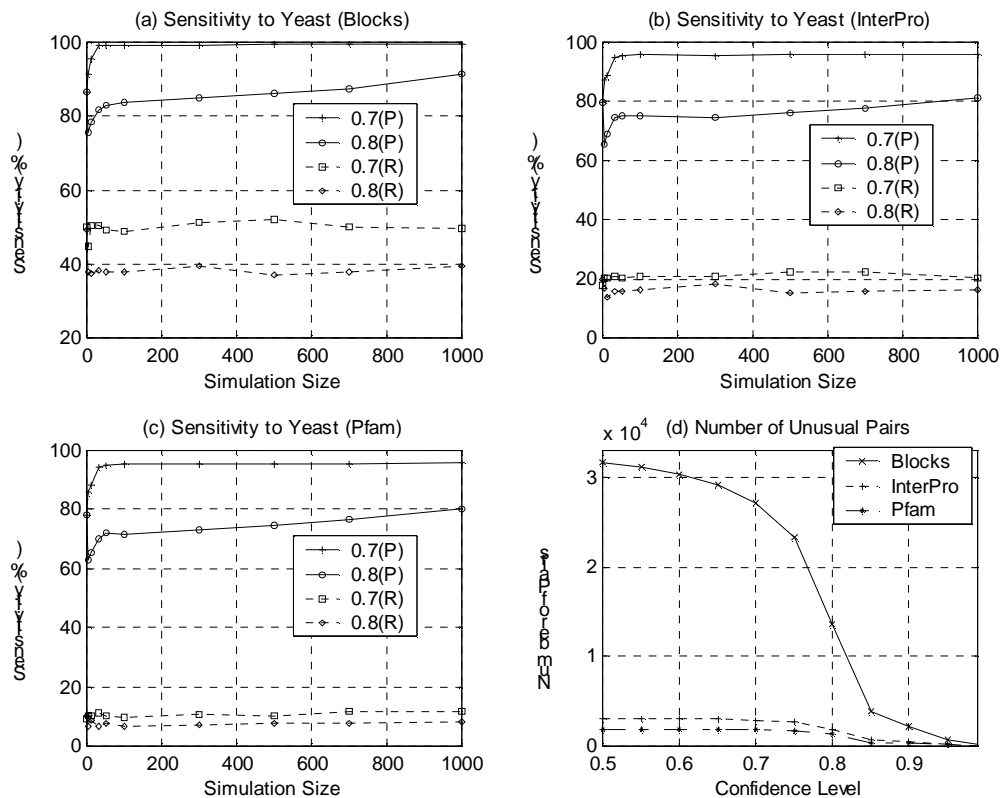 (a) Sensitivity to Yeast (Blocks)
100
80
60
40
20
0.7(P)
0.8(P)
0.7(R)
0.8(R)
0 200 400 600 800 1000
Simulation Size
(b) Sensitivity to Yeast (InterPro)
100
80
60
40
20
0
0.7(P)
0.8(P)
0.7(R)
0.8(R)
0 200 400 600 800 1000
Simulation Size
(c) Sensitivity to Yeast (Pfam)
100
80
60
40
20
0
0.7(P)
0.8(P)
0.7(R)
0.8(R)
0 200 400 600 800 1000
Simulation Size
(d) Number of Unusual Pairs
x 10^4
3
2
1
0
Blocks
InterPro
Pfam
0.5 0.6 0.7 0.8 0.9
Confidence Level